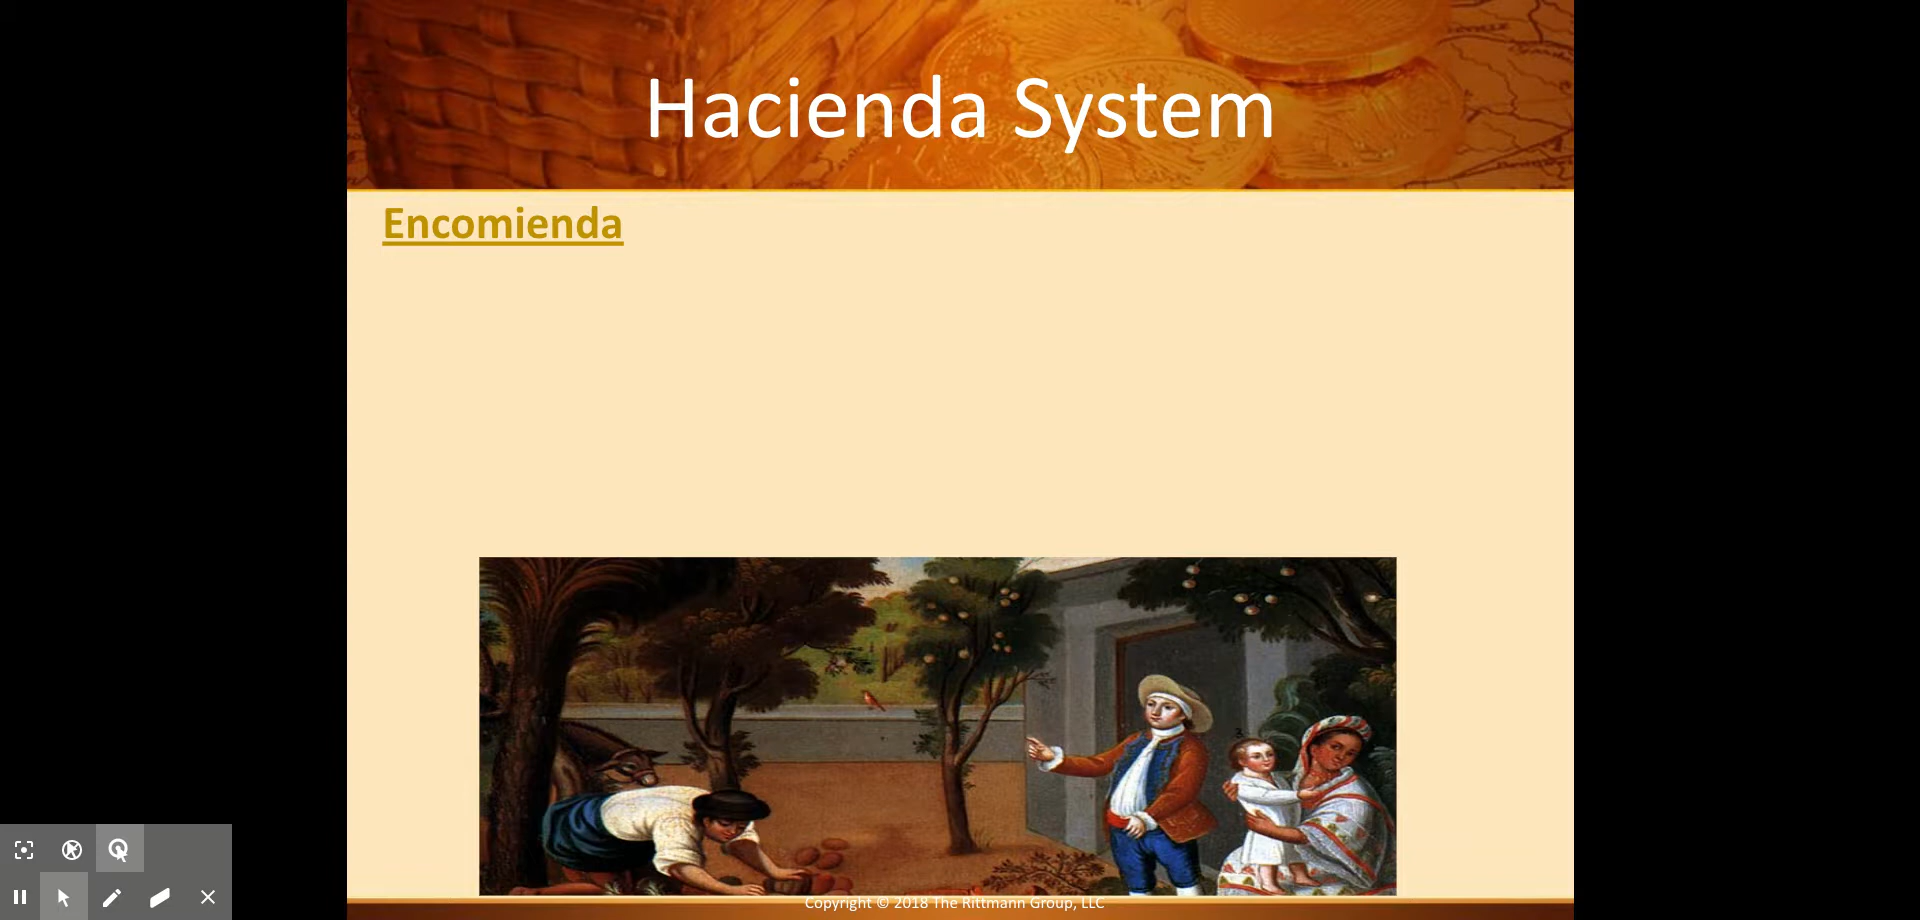 Hacienda System
Encomienda
Copyright © 2018 The Rittmann Group, LLC